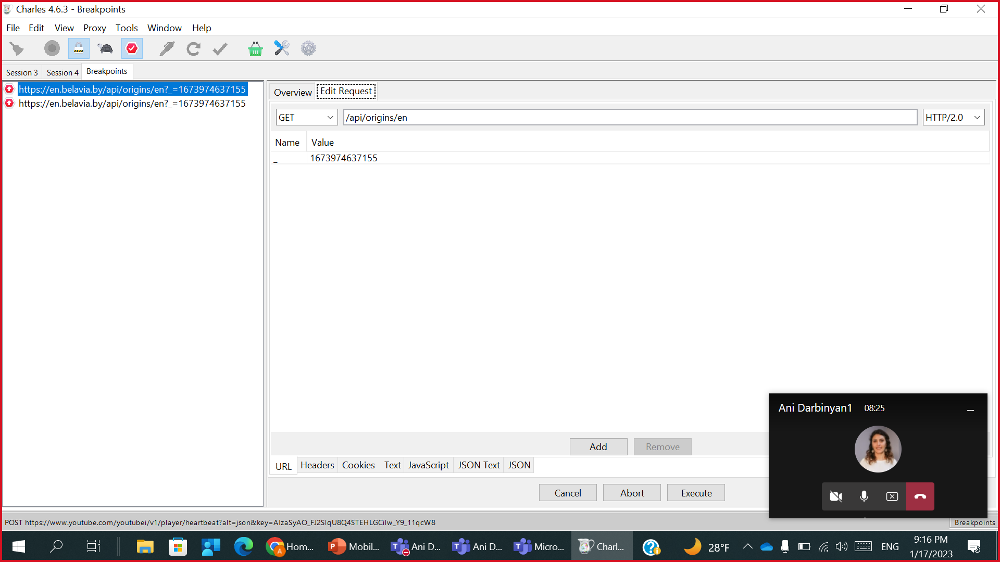 Charles 4.6.3 - Breakpoints
File Edit View Proxy Tools Window Help
Session 3 Session 4 Breakpoints
https://en.belavia.by/api/origins/en?_=1673974637155
https://en.belavia.by/api/origins/en?_=1673974637155
Overview Edit Request
GET /api/origins/en HTTP/2.0
Name Value
_ 1673974637155
Add Remove
URL Headers Cookies Text JavaScript JSON Text JSON
Cancel Abort Execute
Ani Darbinyan1 08:25
POST https://www.youtube.com/youtubei/v1/player/heartbeat?alt=json&key=AIzaSyAO_FJ2SlqU8Q4STEHLGCilw_Y9_11qcW8
Breakpoints
Hom... Mobil... Ani D... Ani D... Micro... Charl... 28°F ENG
9:16 PM
1/17/2023